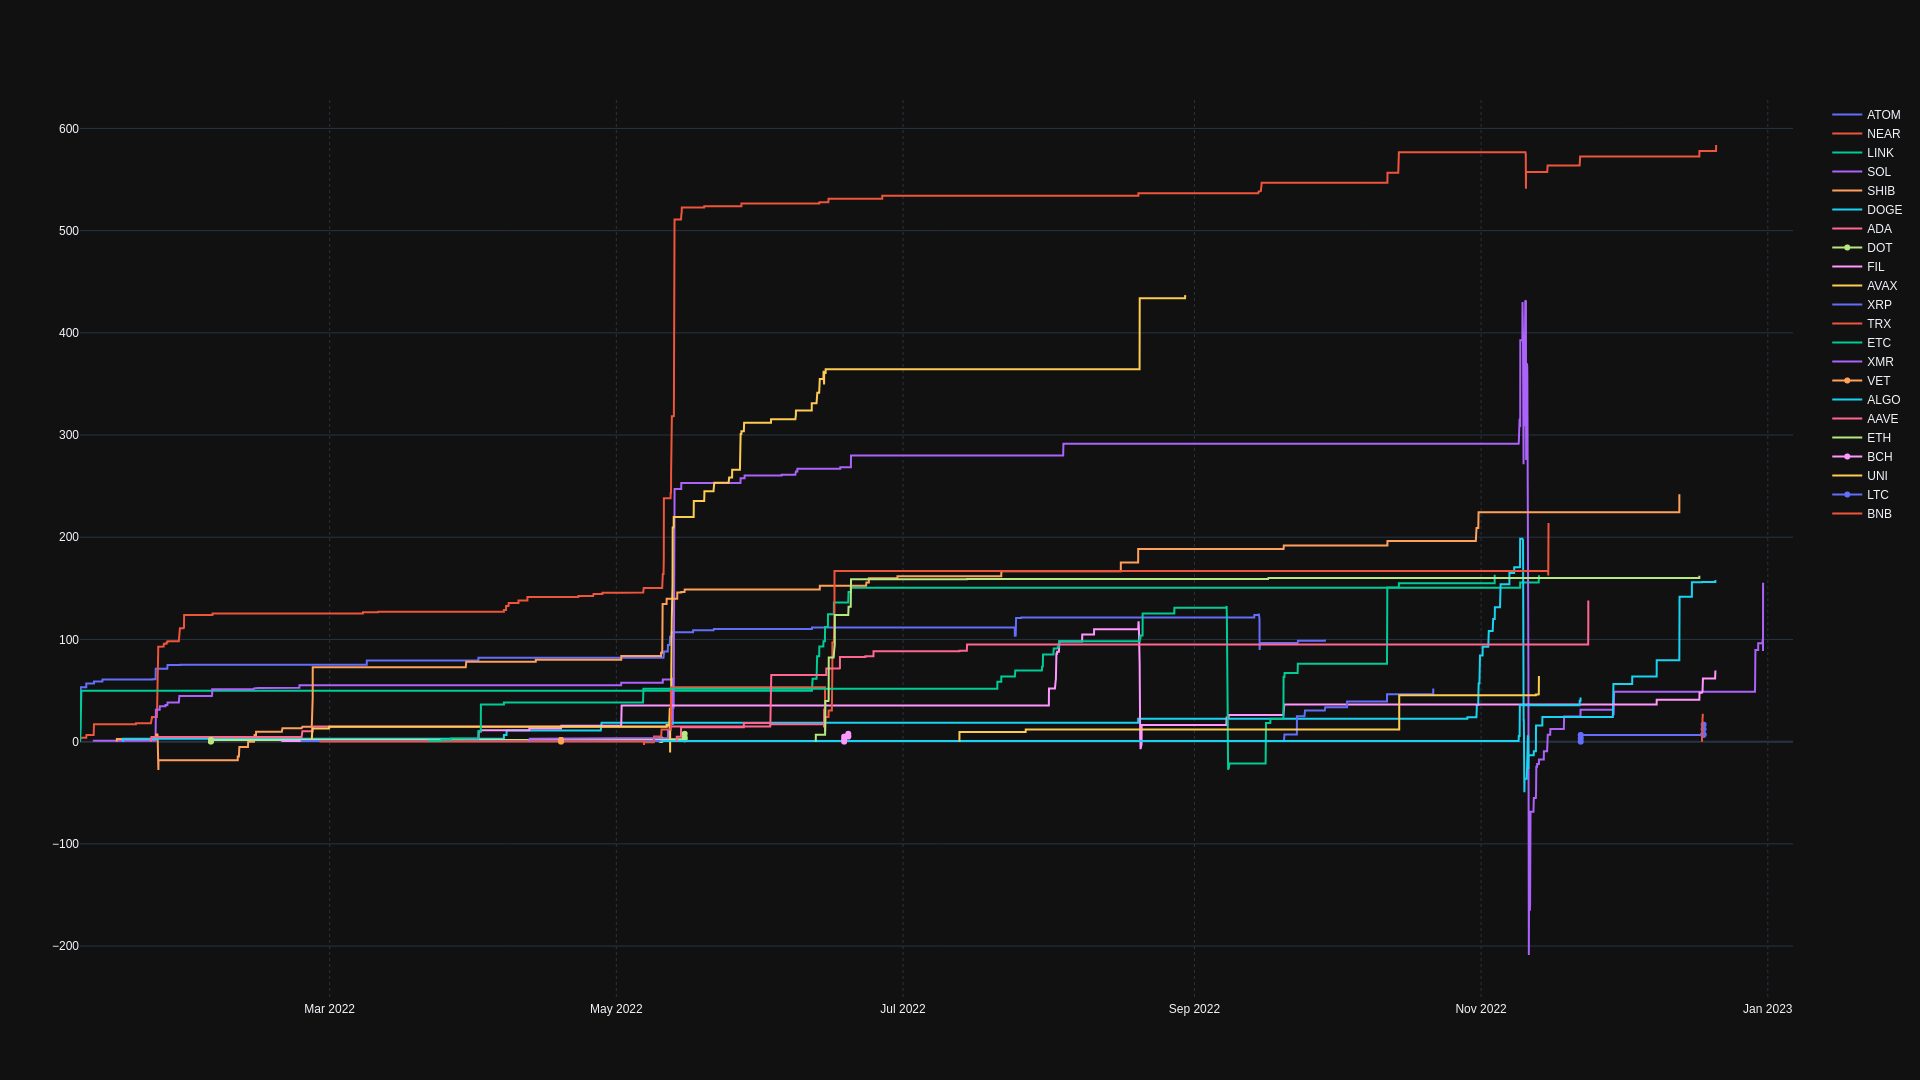 600
500
400
300
200
100
0
−100
−200
Mar 2022
May 2022
Jul 2022
Sep 2022
Nov 2022
Jan 2023
ATOM
NEAR
LINK
SOL
SHIB
DOGE
ADA
DOT
FIL
AVAX
XRP
TRX
ETC
XMR
VET
ALGO
AAVE
ETH
BCH
UNI
LTC
BNB